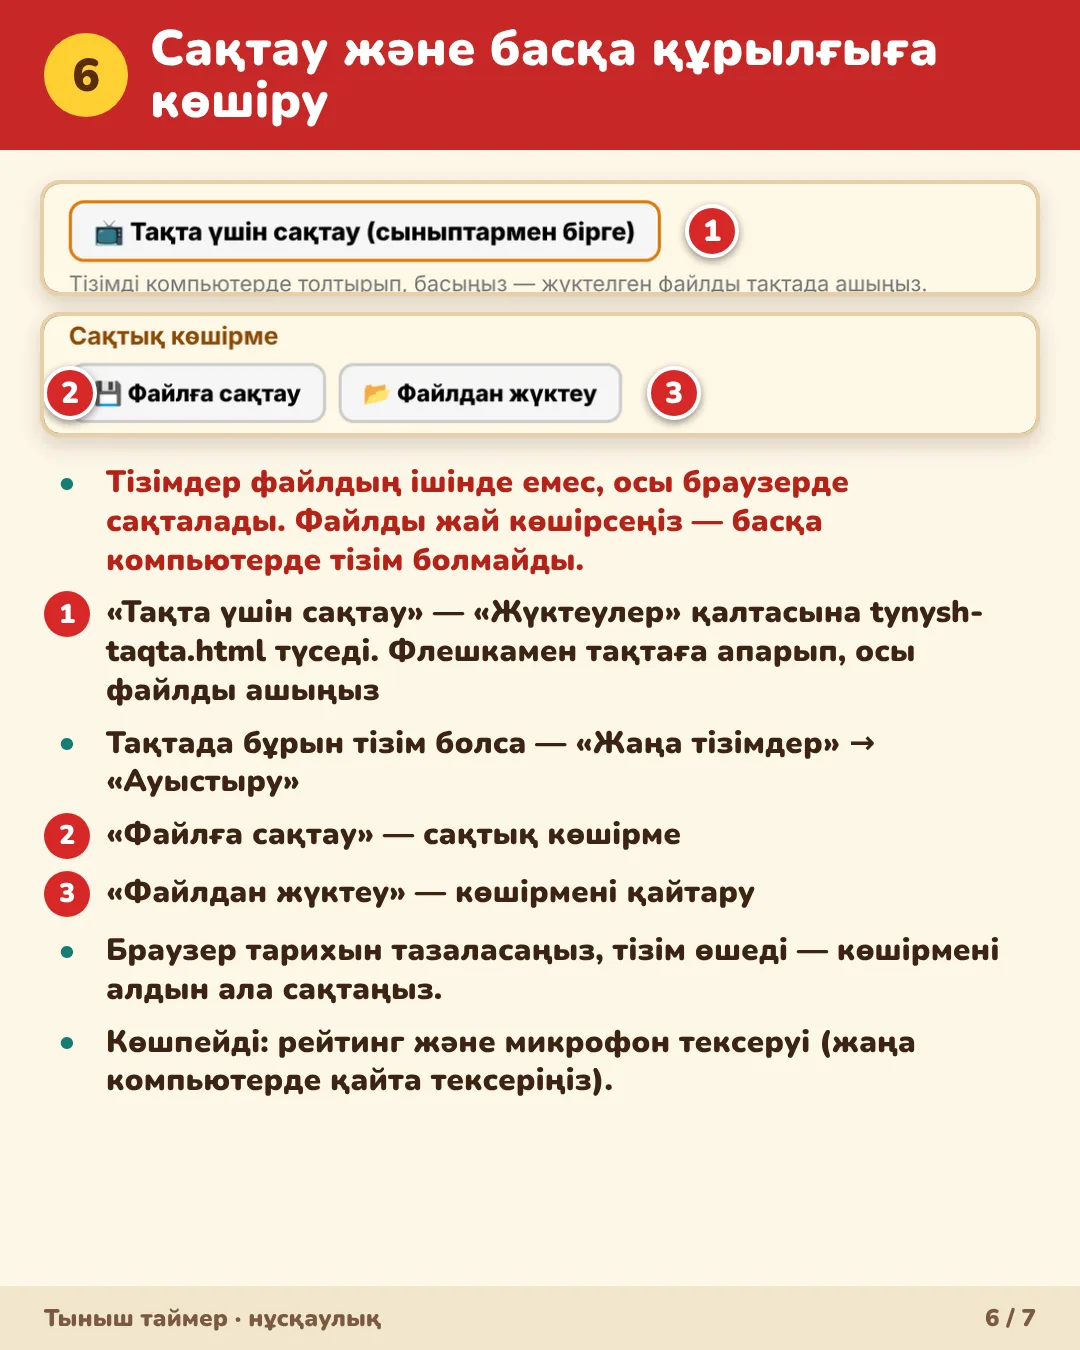 6
Сақтау және басқа құрылғыға
көшіру
Тақта үшін сақтау (сыныптармен бірге)
1
Тізімді компьютерде толтырып, басыңыз — жүктелген файлды тақтада ашыңыз.
Сақтық көшірме
2
Файлға сақтау
Файлдан жүктеу
3
• Тізімдер файлдың ішінде емес, осы браузерде
сақталады. Файлды жай көшірсеңіз — басқа
компьютерде тізім болмайды.
1 «Тақта үшін сақтау» — «Жүктеулер» қалтасына tynysh-
taqta.html түседі. Флешкамен тақтаға апарып, осы
файлды ашыңыз
• Тақтада бұрын тізім болса — «Жаңа тізімдер» →
«Ауыстыру»
2 «Файлға сақтау» — сақтық көшірме
3 «Файлдан жүктеу» — көшірмені қайтару
• Браузер тарихын тазаласаңыз, тізім өшеді — көшірмені
алдын ала сақтаңыз.
• Көшпейді: рейтинг және микрофон тексеруі (жаңа
компьютерде қайта тексеріңіз).
Тыныш таймер · нұсқаулық
6 / 7